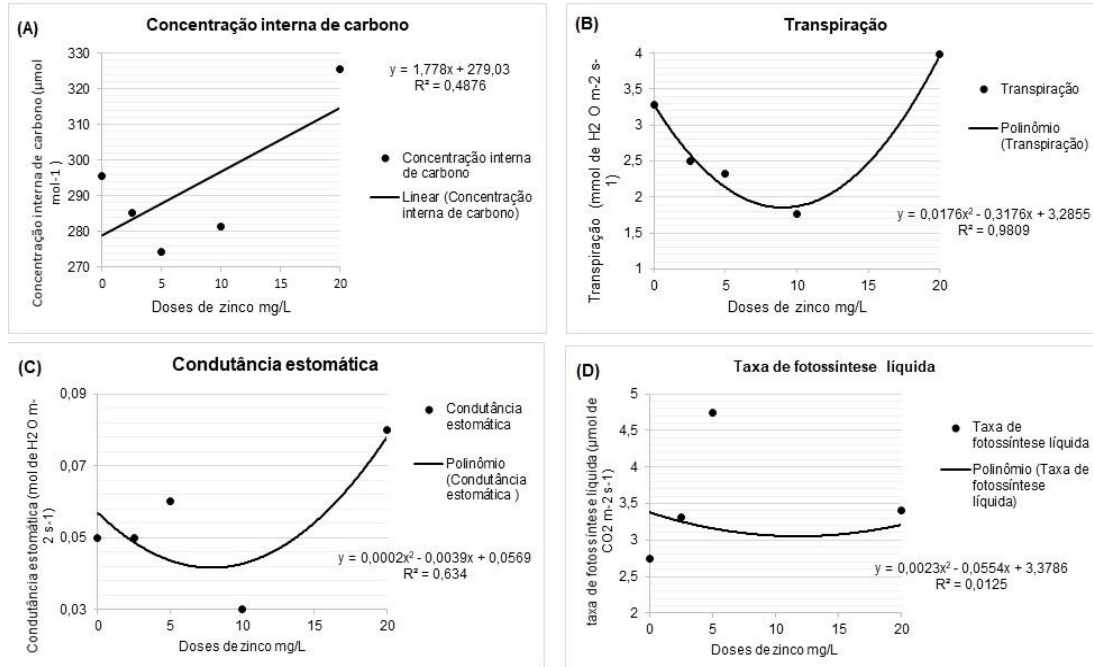 (A)
Concentração interna de carbono
Concentração interna de carbono (µmol
mol-1 )
330
320
310
300
290
280
270
0
5
10
15
20
Doses de zinco mg/L
y = 1,778x + 279,03
R² = 0,4876
Concentração interna
de carbono
Linear (Concentração
interna de carbono)
(B)
Transpiração
Transpiração (mmol de H2 O m-2 s-
1)
4
3,5
3
2,5
2
1,5
1
0
5
10
15
20
Doses de zinco mg/L
Transpiração
Polinômio
(Transpiração)
y = 0,0176x² - 0,3176x + 3,2855
R² = 0,9809
(C)
Condutância estomática
Condutância estomática (mol de H2 O m-
2 s-1)
0,09
0,07
0,05
0,03
0
5
10
15
20
Doses de zinco mg/L
Condutância
estomática
Polinômio
(Condutância
estomática )
y = 0,0002x² - 0,0039x + 0,0569
R² = 0,634
(D)
Taxa de fotossíntese líquida
taxa de fotossíntese líquida (µmol de
CO2 m-2 s-1)
5
4,5
4
3,5
3
2,5
2
0
5
10
15
20
Doses de zinco mg/L
Taxa de
fotossíntese líquida
Polinômio (Taxa de
fotossíntese
líquida)
y = 0,0023x² - 0,0554x + 3,3786
R² = 0,0125